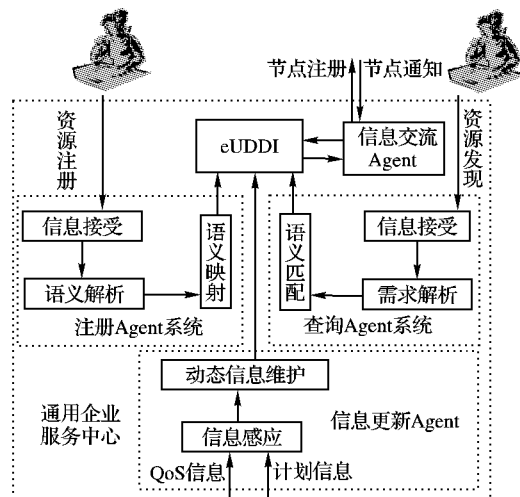 节点注册
节点通知
资源注册
eUDDI
信息交流
Agent
资源发现
信息接受
语义解析
语义映射
注册Agent系统
语义匹配
信息接受
需求解析
查询Agent系统
动态信息维护
信息感应
信息更新Agent
通用企业
服务中心
QoS信息
计划信息